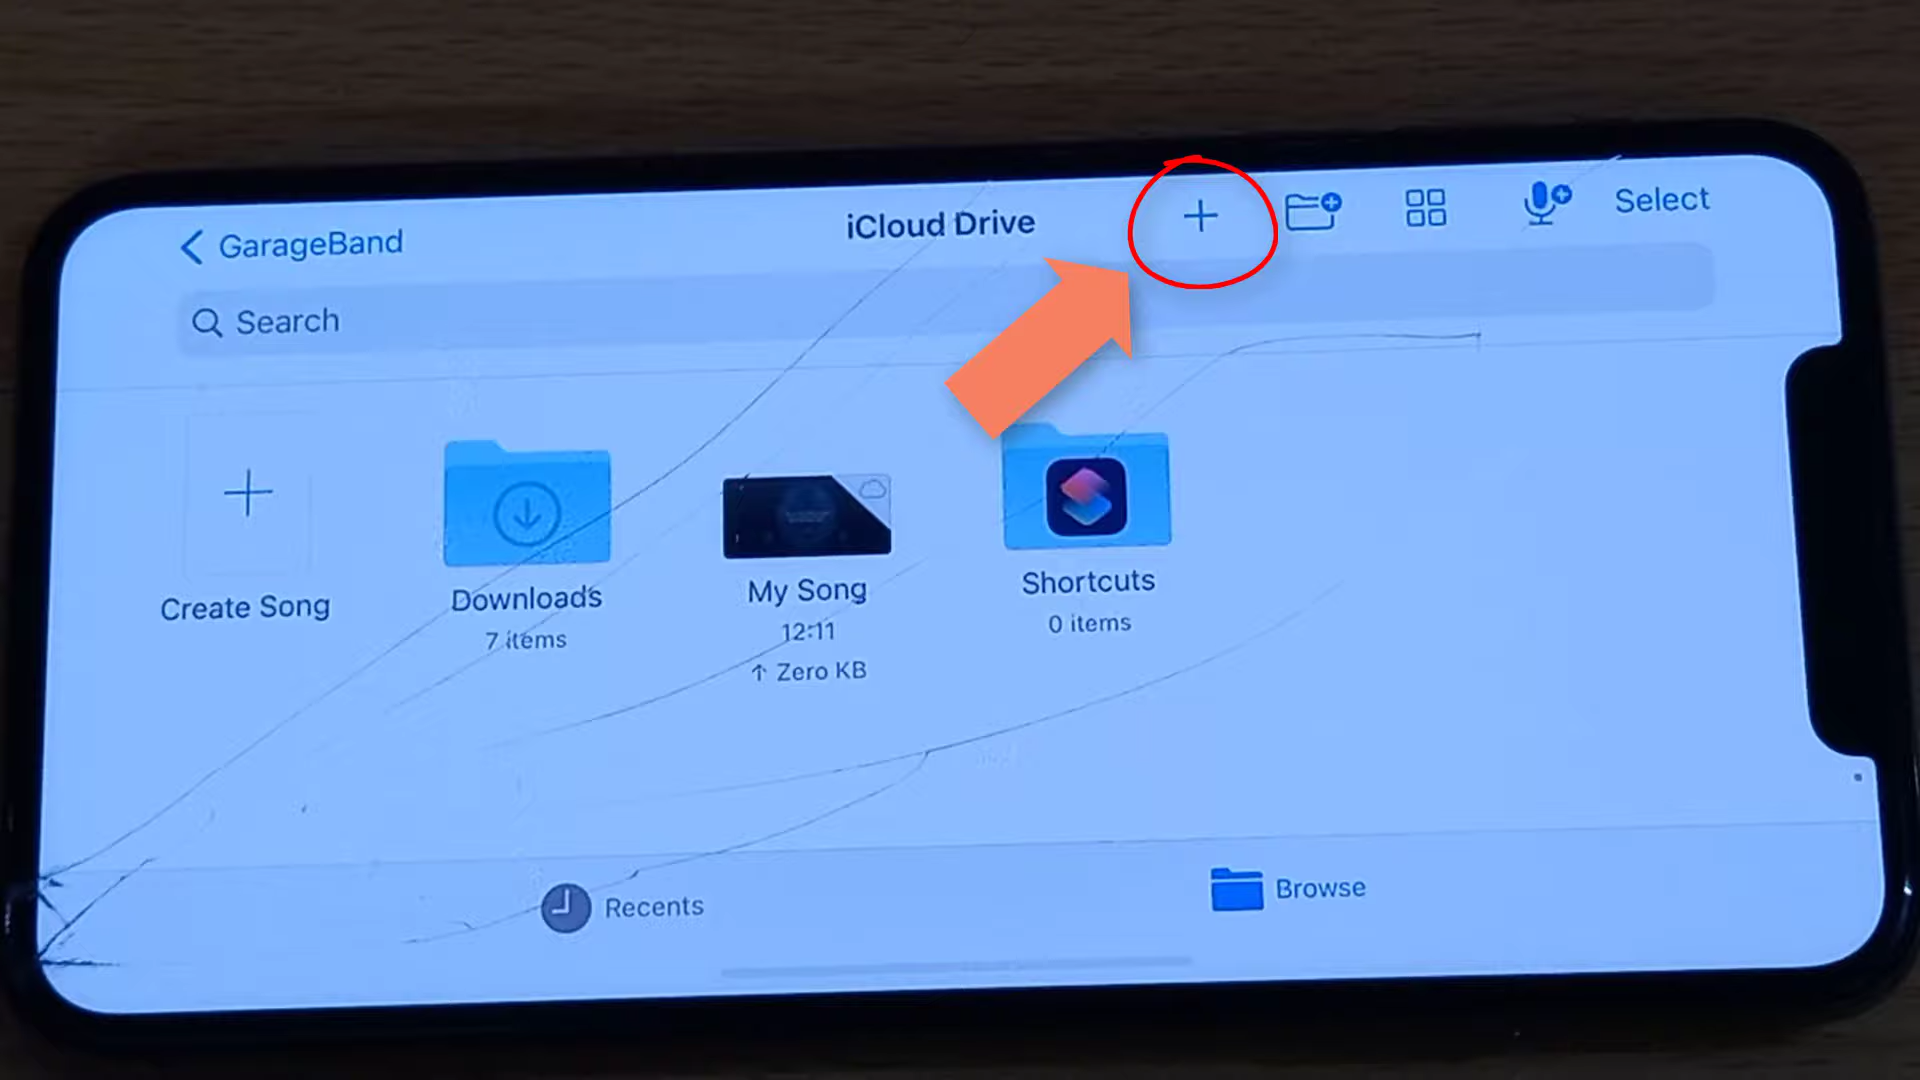 GarageBand
iCloud Drive
Select
Search
Create Song
Downloads
7 items
My Song
12:11
↑ Zero KB
Shortcuts
0 items
Recents
Browse